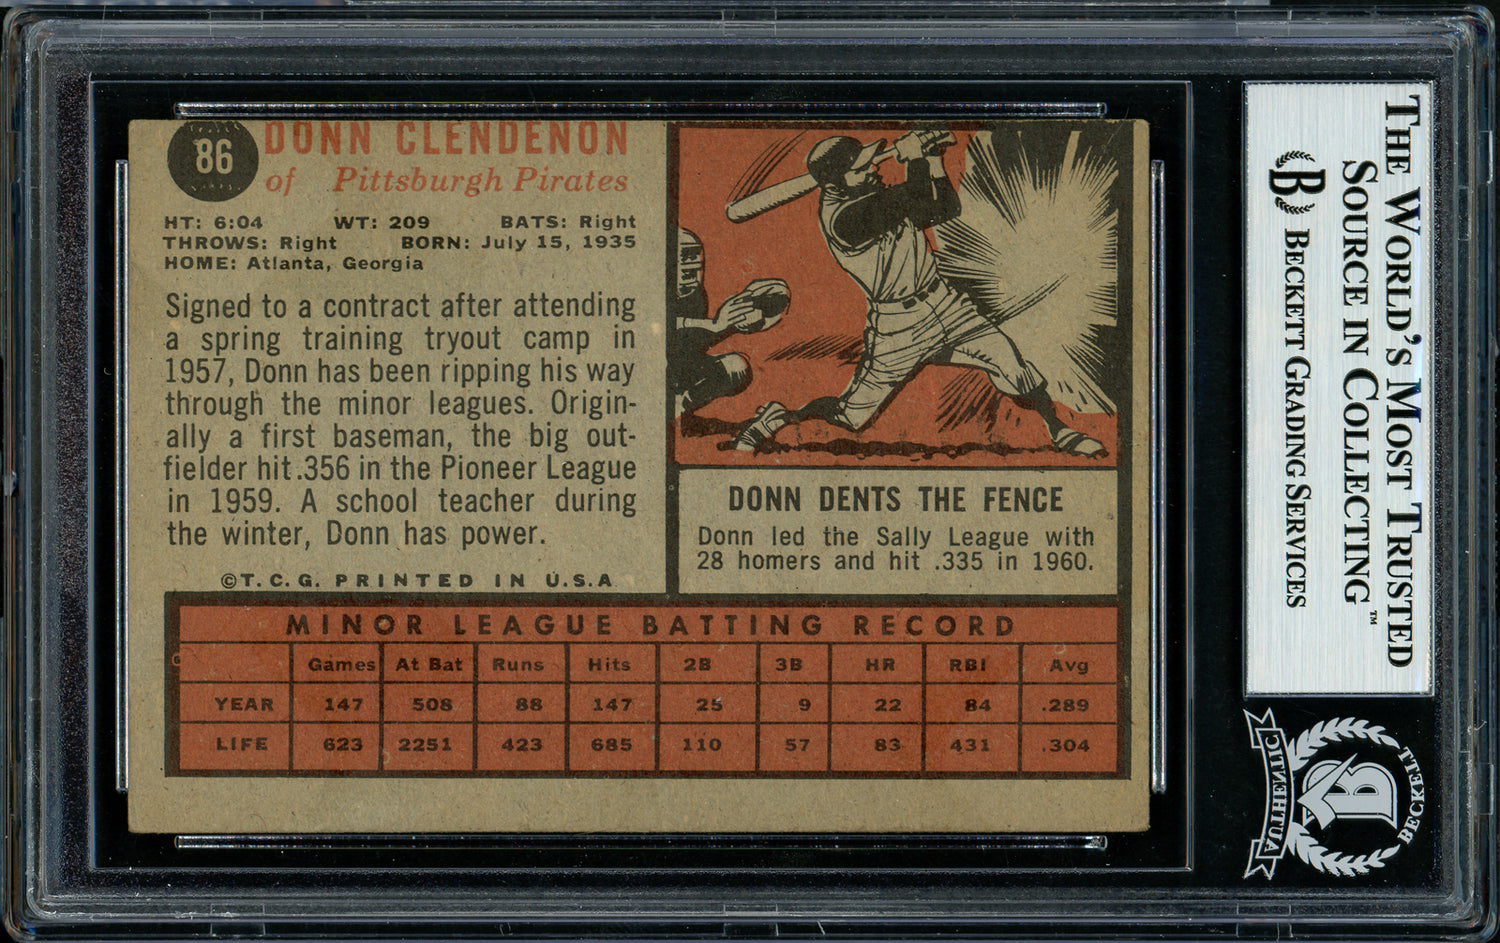 86
DONN CLENDENON
of Pittsburgh Pirates
HT: 6:04 WT: 209 BATS: Right
THROWS: Right BORN: July 15, 1935
HOME: Atlanta, Georgia
Signed to a contract after attending
a spring training tryout camp in
1957, Donn has been ripping his way
through the minor leagues. Origin-
ally a first baseman, the big out-
fielder hit .356 in the Pioneer League
in 1959. A school teacher during
the winter, Donn has power.
©T.C.G. PRINTED IN U.S.A
DONN DENTS THE FENCE
Donn led the Sally League with
28 homers and hit .335 in 1960.
MINOR LEAGUE BATTING RECORD
Games At Bat Runs Hits 2B 3B HR RBI Avg
YEAR 147 508 88 147 25 9 22 84 .289
LIFE 623 2251 423 685 110 57 83 431 .304
THE WORLD'S MOST TRUSTED
SOURCE IN COLLECTING™
B BECKETT GRADING SERVICES
BECKETT
B
AUTHENTIC